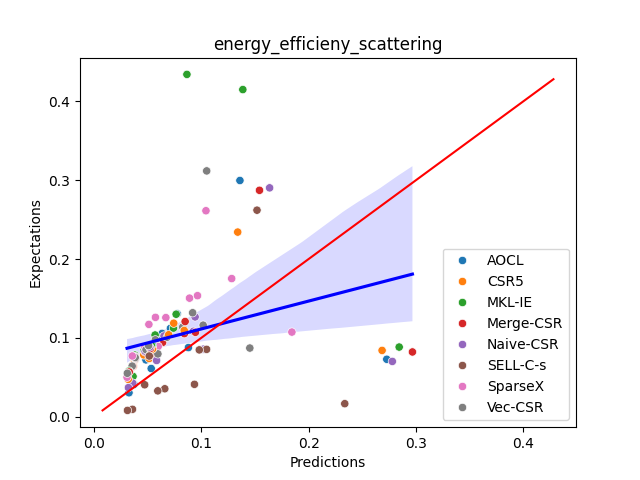 energy_efficieny_scattering
Expectations
0.4
0.3
0.2
0.1
0.0
0.0 0.1 0.2 0.3 0.4
Predictions
AOCL
CSR5
MKL-IE
Merge-CSR
Naive-CSR
SELL-C-s
SparseX
Vec-CSR